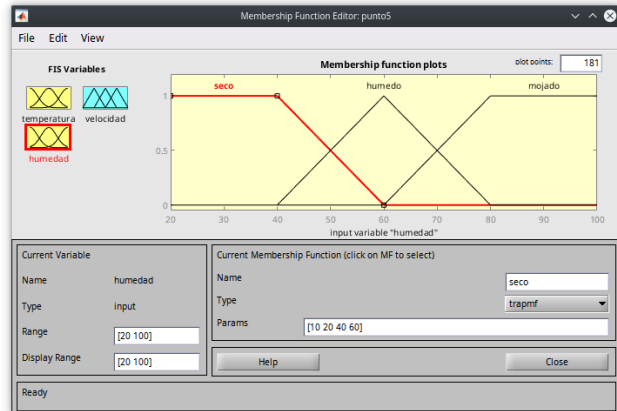 Membership Function Editor: punto5
File Edit View
FIS Variables
temperatura velocidad
humedad
Membership function plots
plot points: 181
seco humedo mojado
1
0.5
0
20 30 40 50 60 70 80 90 100
input variable "humedad"
Current Variable
Name humedad
Type input
Range [20 100]
Display Range [20 100]
Current Membership Function (click on MF to select)
Name seco
Type trapmf
Params [10 20 40 60]
Help Close
Ready